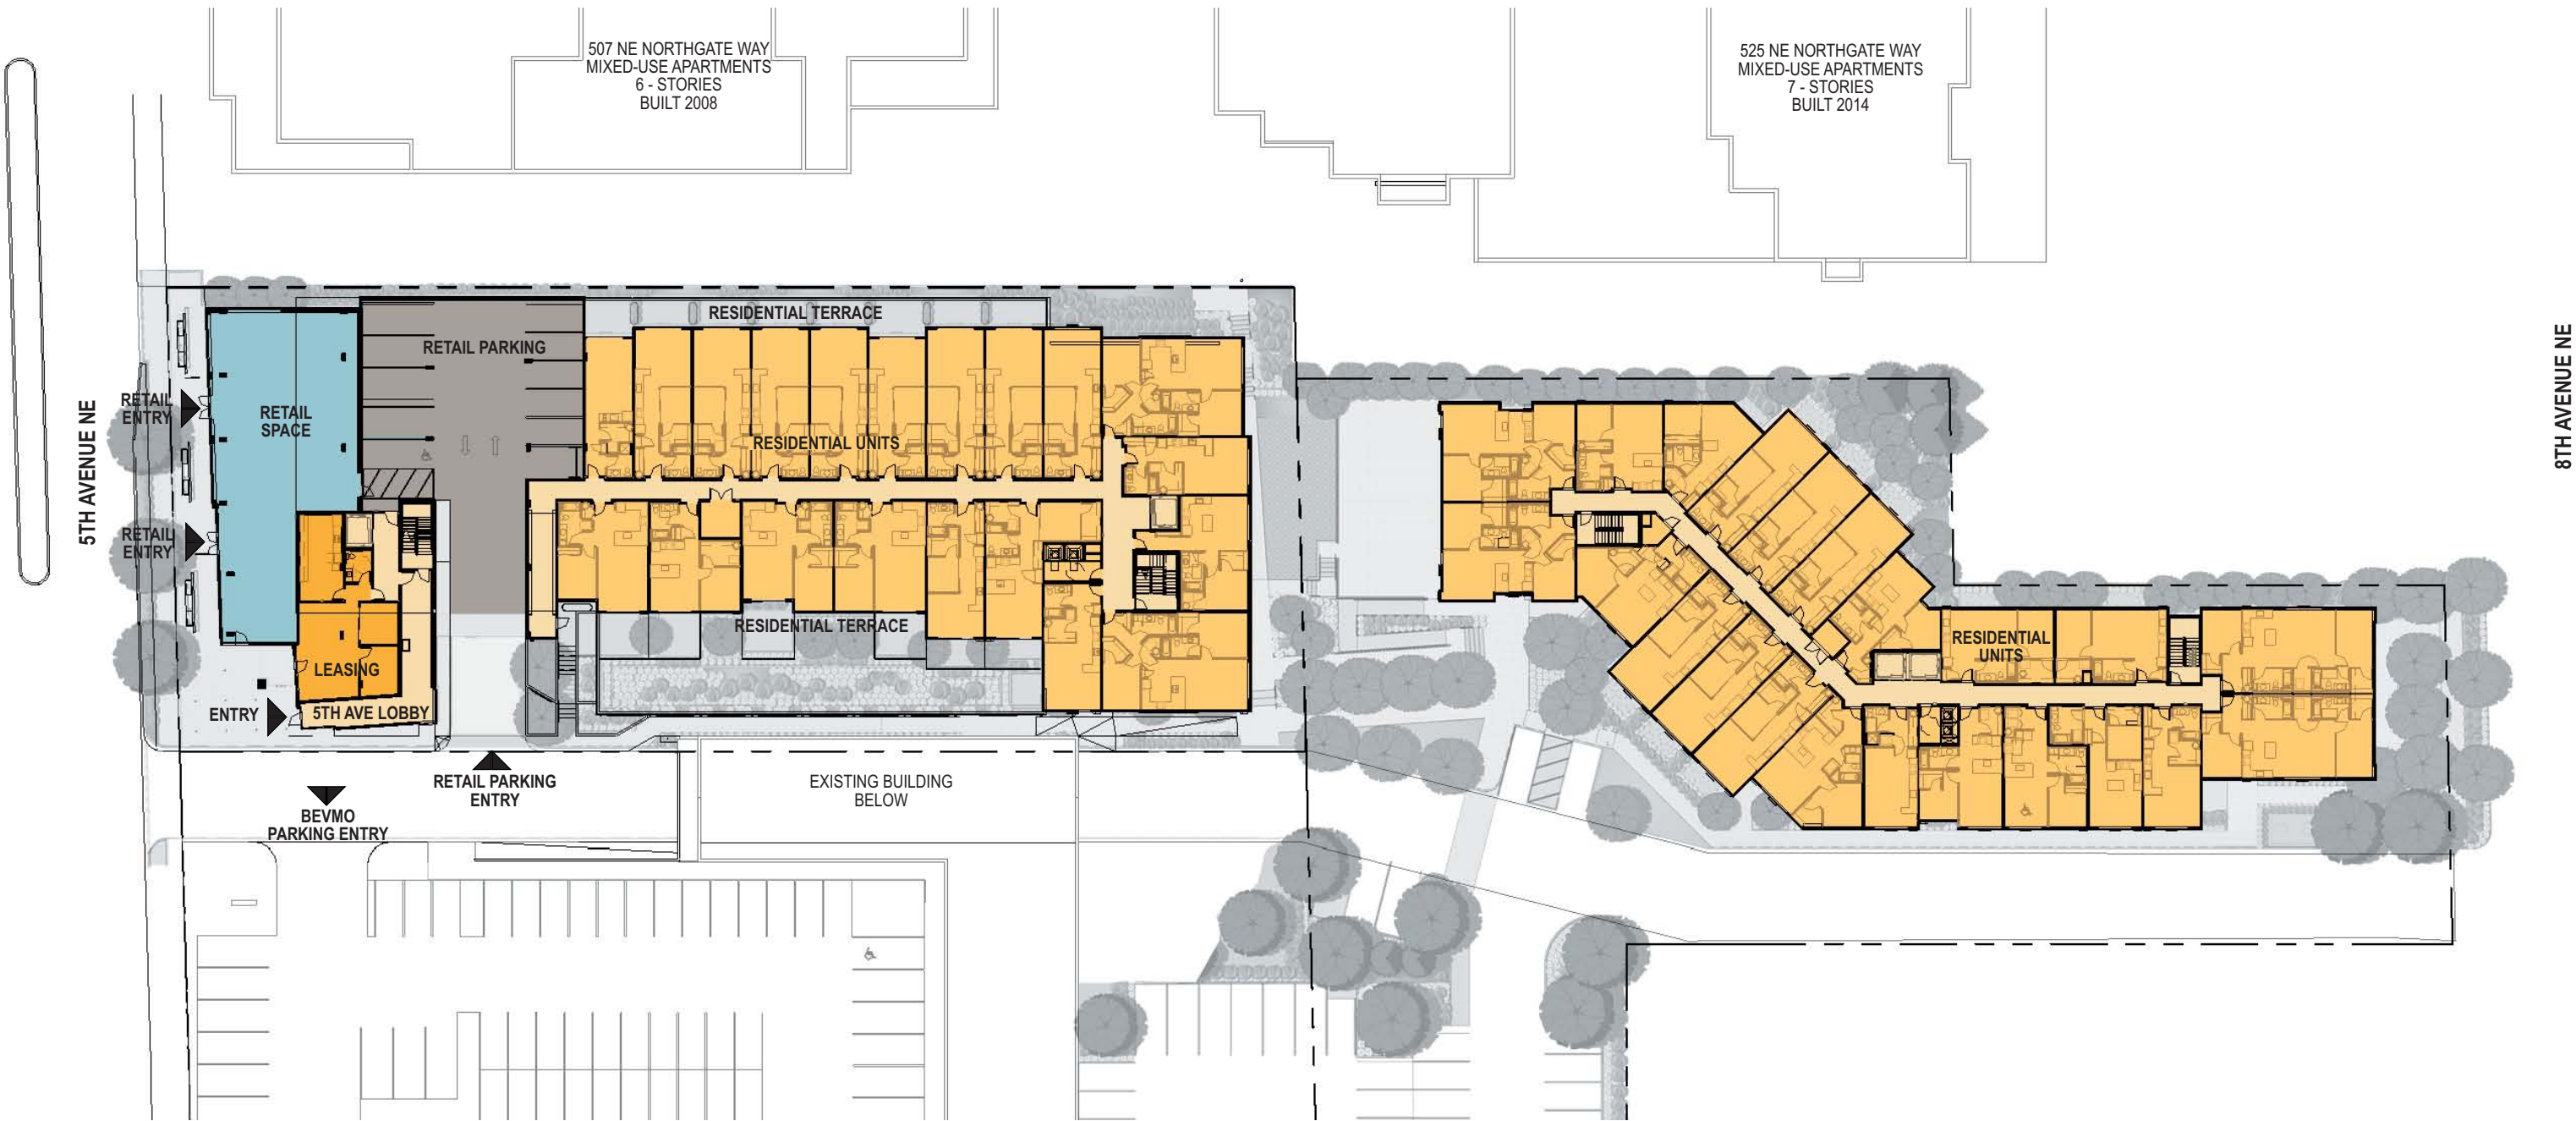 507 NE NORTHGATE WAY
MIXED-USE APARTMENTS
6 - STORIES
BUILT 2008
525 NE NORTHGATE WAY
MIXED-USE APARTMENTS
7 - STORIES
BUILT 2014
5TH AVENUE NE
8TH AVENUE NE
RESIDENTIAL TERRACE
RETAIL PARKING
RETAIL
ENTRY
RETAIL
SPACE
RESIDENTIAL UNITS
RETAIL
ENTRY
RESIDENTIAL TERRACE
RESIDENTIAL
UNITS
LEASING
ENTRY
5TH AVE LOBBY
RETAIL PARKING
ENTRY
EXISTING BUILDING
BELOW
BEVMO
PARKING ENTRY